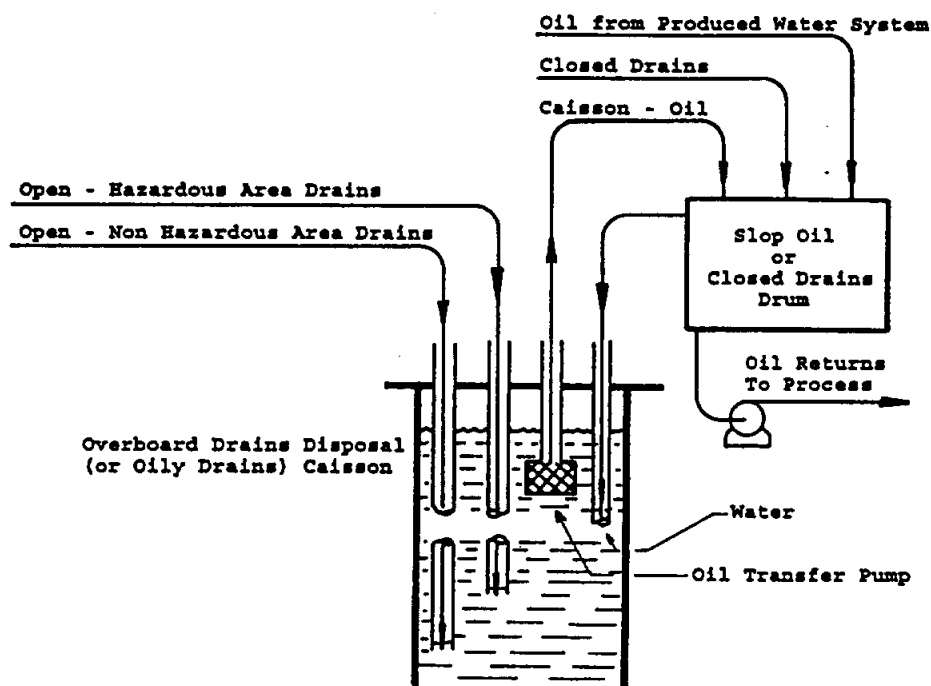 Oil from Produced Water System
Closed Drains
Caisson - Oil
Open - Hazardous Area Drains
Open - Non Hazardous Area Drains
Slop Oil
or
Closed Drains
Drum
Oil Returns
To Process
Overboard Drains Disposal
(or Oily Drains) Caisson
Water
Oil Transfer Pump